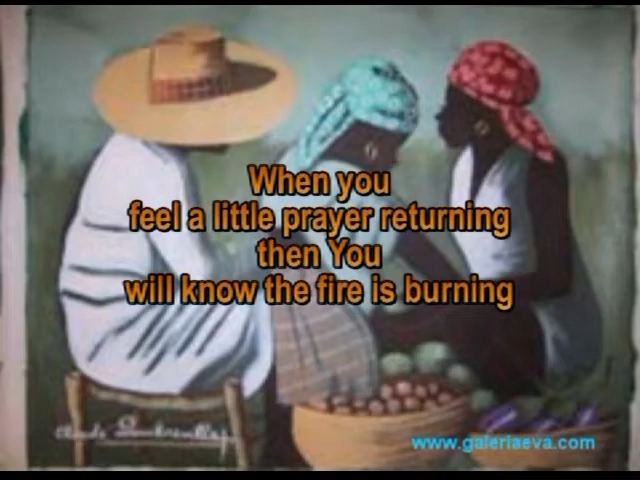 When you
feel a little prayer returning
then You
will know the fire is burning
www.galeriaeva.com